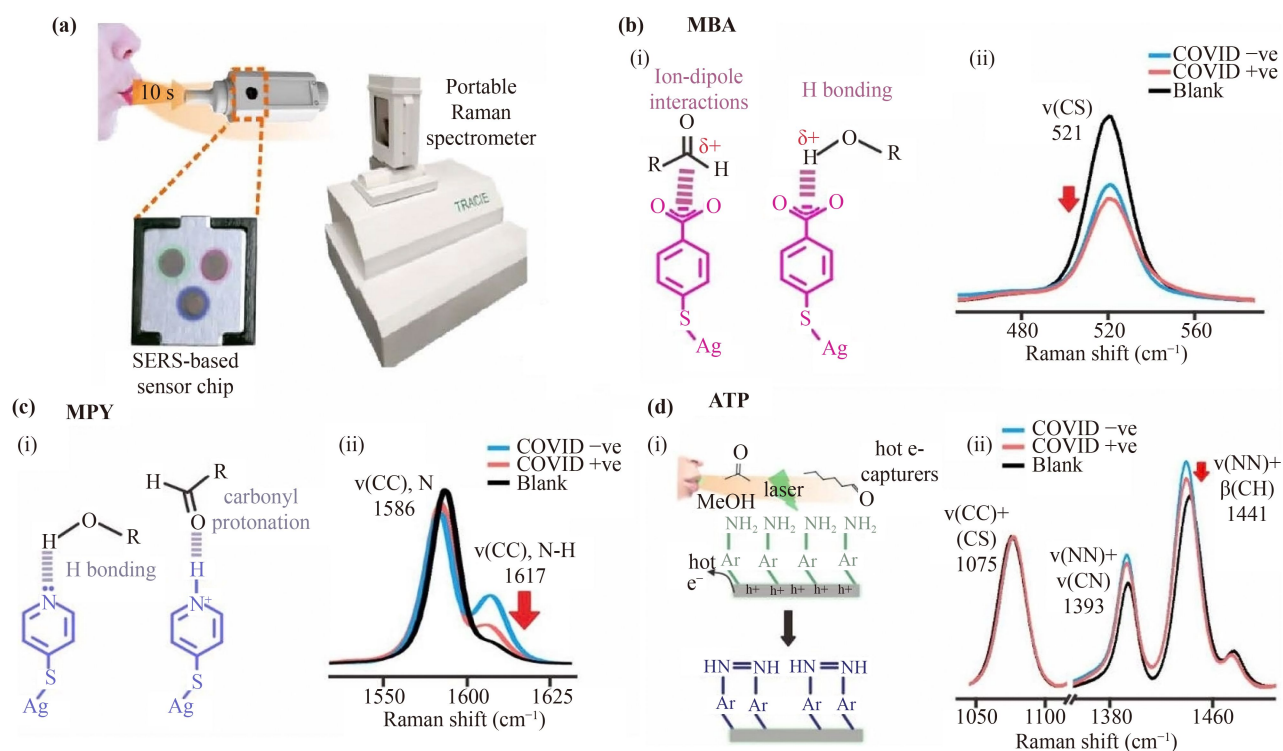 (a)
10 s
Portable
Raman
spectrometer
TRACIE
SERS-based
sensor chip
(b) MBA
(i)
Ion-dipole
interactions
H bonding
O
δ+
R
H
δ+
H
O
R
O
O
O
O
S
S
Ag
Ag
(ii)
COVID −ve
COVID +ve
Blank
v(CS)
521
480
520
560
Raman shift (cm⁻¹)
(c) MPY
(i)
H
R
O
carbonyl
protonation
H
O
R
H bonding
H
N
N⁺
S
S
Ag
Ag
(ii)
COVID −ve
COVID +ve
Blank
v(CC), N
1586
v(CC), N-H
1617
1550
1600
1625
Raman shift (cm⁻¹)
(d) ATP
(i)
hot e-
capturers
O
MeOH
laser
O
NH₂ NH₂ NH₂ NH₂
Ar Ar Ar Ar
hot
e⁻
h+ h+ h+ h+ h+
HN=NH HN=NH
Ar Ar Ar Ar
(ii)
COVID −ve
COVID +ve
Blank
v(NN)+
β(CH)
1441
v(CC)+
(CS)
1075
v(NN)+
v(CN)
1393
1050 1100 1380 1460
Raman shift (cm⁻¹)